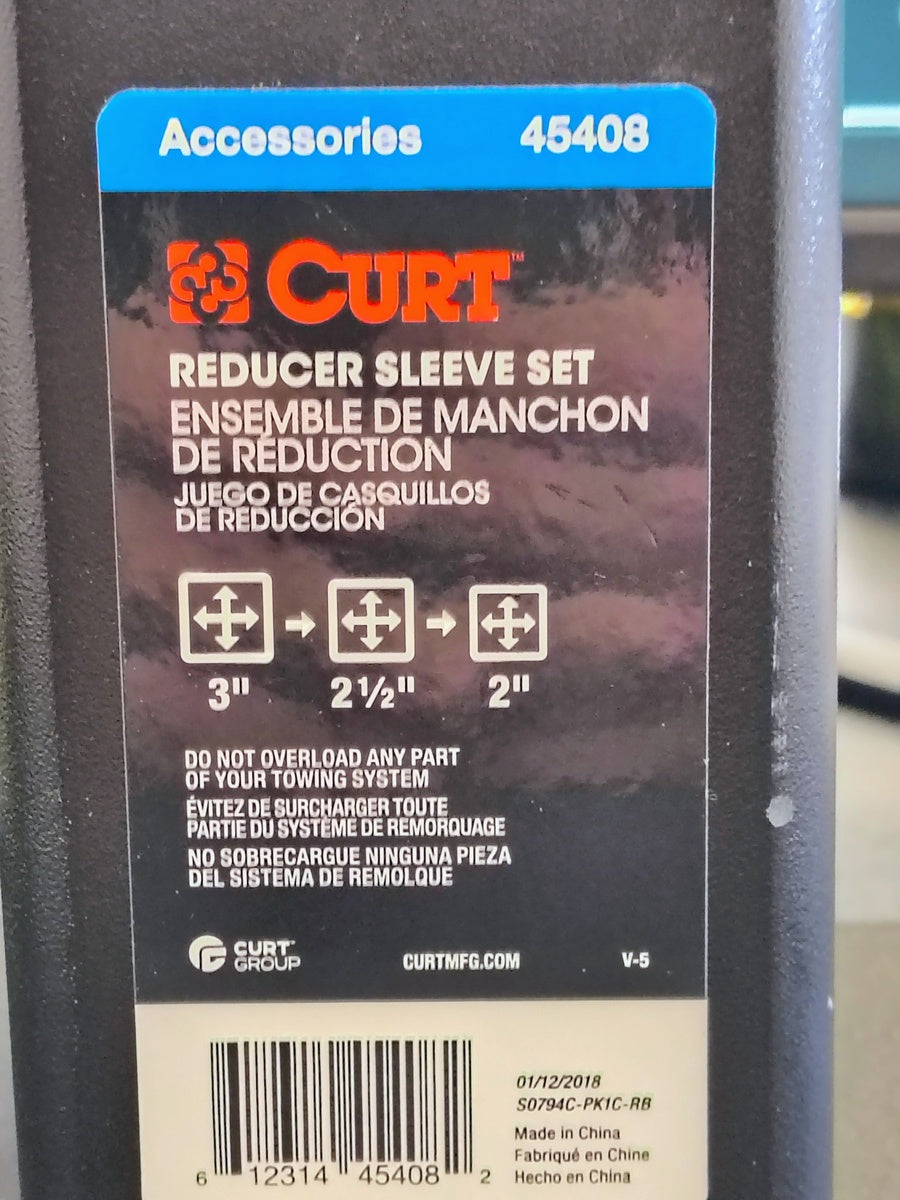 Accessories 45408
CURT™
REDUCER SLEEVE SET
ENSEMBLE DE MANCHON
DE RÉDUCTION
JUEGO DE CASQUILLOS
DE REDUCCIÓN
3" 2½" 2"
DO NOT OVERLOAD ANY PART
OF YOUR TOWING SYSTEM
ÉVITEZ DE SURCHARGER TOUTE
PARTIE DU SYSTÈME DE REMORQUAGE
NO SOBRECARGUE NINGUNA PIEZA
DEL SISTEMA DE REMOLQUE
CURT™
GROUP
CURTMFG.COM V-5
01/12/2018
S0794C-PK1C-RB
Made in China
Fabriqué en Chine
Hecho en China
6 12314 45408 2